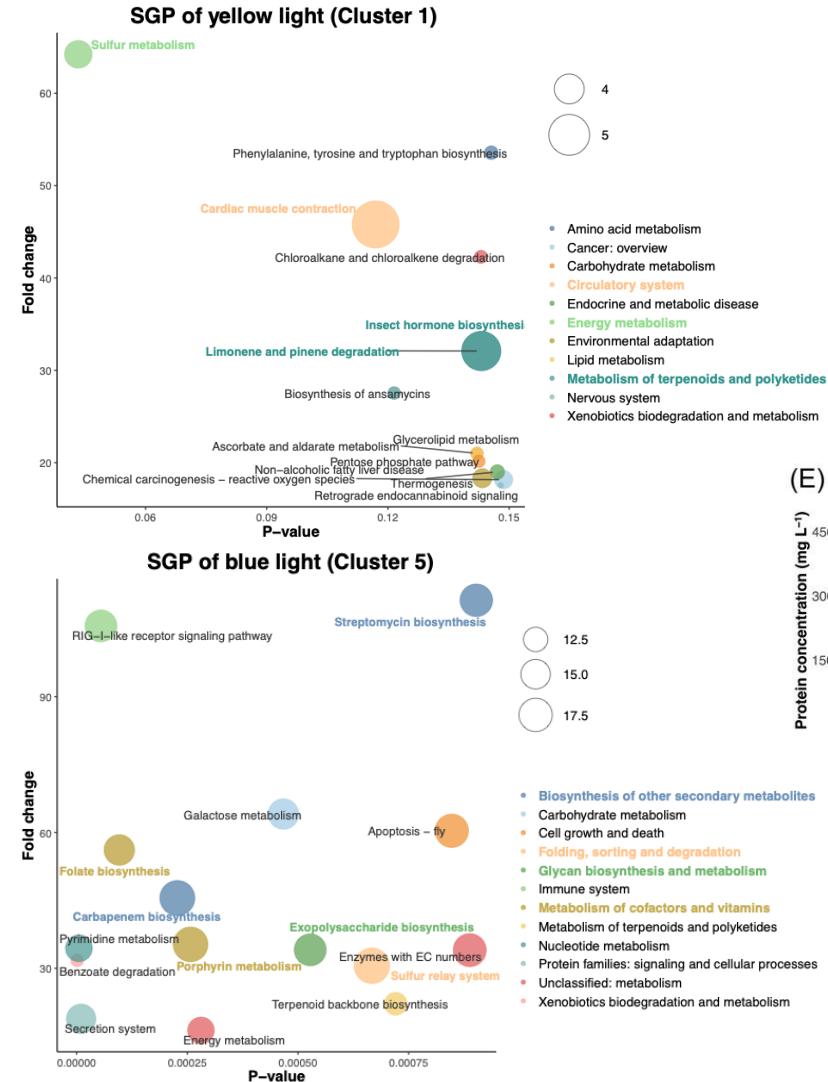 SGP of yellow light (Cluster 1)
Sulfur metabolism
60
4
5
Phenylalanine, tyrosine and tryptophan biosynthesis
50
Cardiac muscle contraction
Chloroalkane and chloroalkene degradation
40
Fold change
Insect hormone biosynthesi
Limonene and pinene degradation
30
Biosynthesis of ansamycins
Glycerolipid metabolism
Ascorbate and aldarate metabolism
Pentose phosphate pathway
20
Non−alcoholic fatty liver disease
Chemical carcinogenesis − reactive oxygen species
Thermogenesis
Retrograde endocannabinoid signaling
0.06
0.09
0.12
0.15
P−value
Amino acid metabolism
Cancer: overview
Carbohydrate metabolism
Circulatory system
Endocrine and metabolic disease
Energy metabolism
Environmental adaptation
Lipid metabolism
Metabolism of terpenoids and polyketides
Nervous system
Xenobiotics biodegradation and metabolism
(E)
Protein concentration (mg L⁻¹)
450
300
150
SGP of blue light (Cluster 5)
Streptomycin biosynthesis
RIG−I−like receptor signaling pathway
12.5
15.0
17.5
90
Fold change
Galactose metabolism
Apoptosis − fly
60
Folate biosynthesis
Carbapenem biosynthesis
Exopolysaccharide biosynthesis
Pyrimidine metabolism
Enzymes with EC numbers
Porphyrin metabolism
Benzoate degradation
30
Sulfur relay system
Terpenoid backbone biosynthesis
Secretion system
Energy metabolism
0.00000
0.00025
0.00050
0.00075
P−value
Biosynthesis of other secondary metabolites
Carbohydrate metabolism
Cell growth and death
Folding, sorting and degradation
Glycan biosynthesis and metabolism
Immune system
Metabolism of cofactors and vitamins
Metabolism of terpenoids and polyketides
Nucleotide metabolism
Protein families: signaling and cellular processes
Unclassified: metabolism
Xenobiotics biodegradation and metabolism